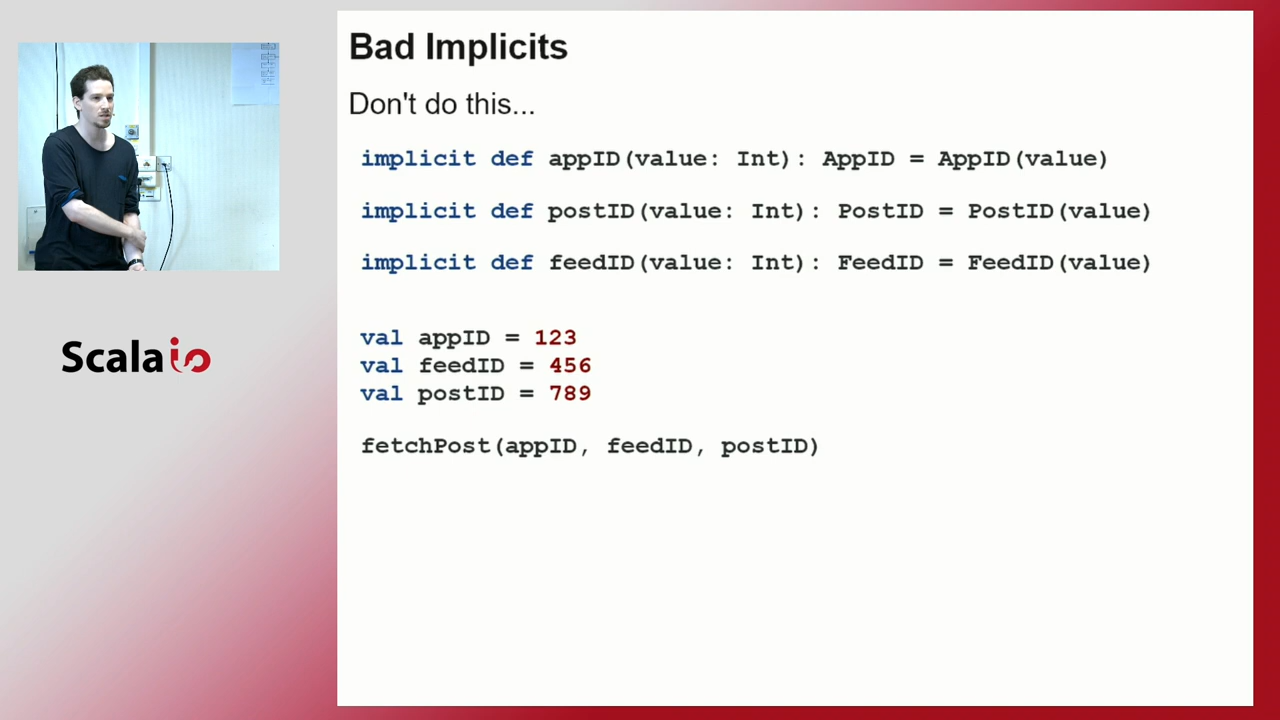 Bad Implicits
Don't do this...
implicit def appID(value: Int): AppID = AppID(value)
implicit def postID(value: Int): PostID = PostID(value)
implicit def feedID(value: Int): FeedID = FeedID(value)
val appID = 123
val feedID = 456
val postID = 789
fetchPost(appID, feedID, postID)
Scala io